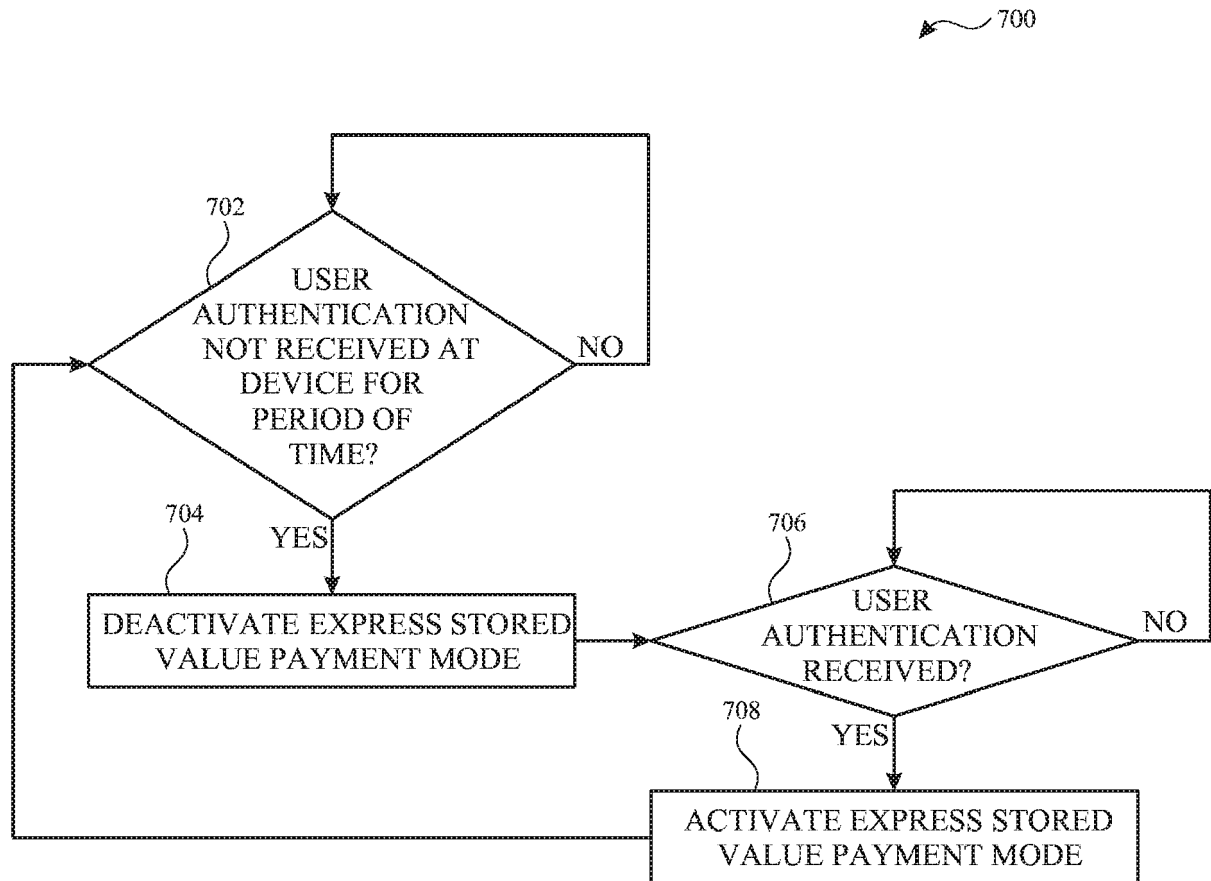 700
702
USER
AUTHENTICATION
NOT RECEIVED AT
DEVICE FOR
PERIOD OF
TIME?
NO
YES
704
DEACTIVATE EXPRESS STORED
VALUE PAYMENT MODE
706
USER
AUTHENTICATION
RECEIVED?
NO
YES
708
ACTIVATE EXPRESS STORED
VALUE PAYMENT MODE